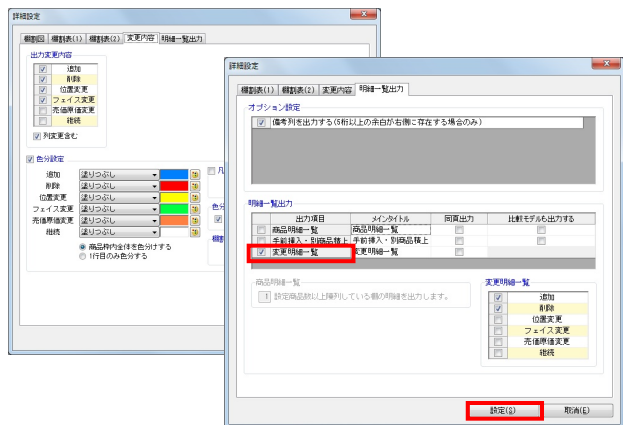 詳細設定
棚割図 棚割表(1) 棚割表(2) 変更内容 明細一覧出力
出力変更内容
追加
削除
位置変更
フェイス変更
売価原価変更
継続
列変更含む
色分設定
追加 塗りつぶし
削除 塗りつぶし
位置変更 塗りつぶし
フェイス変更 塗りつぶし
売価原価変更 塗りつぶし
継続 塗りつぶし
商品枠内全体を色分けする
1行目のみ色分する
詳細設定
棚割表(1) 棚割表(2) 変更内容 明細一覧出力
オプション設定
備考列を出力する(5桁以上の余白が右側に存在する場合のみ)
明細一覧出力
出力項目 メインタイトル 同頁出力 比較モデルも出力する
商品明細一覧 商品明細一覧
手前挿入・別商品積上 手前挿入・別商品積上
変更明細一覧 変更明細一覧
商品明細一覧
1 設定商品数以上陳列している棚の明細を出力します。
変更明細一覧
追加
削除
位置変更
フェイス変更
売価原価変更
継続
設定(S) 取消(E)